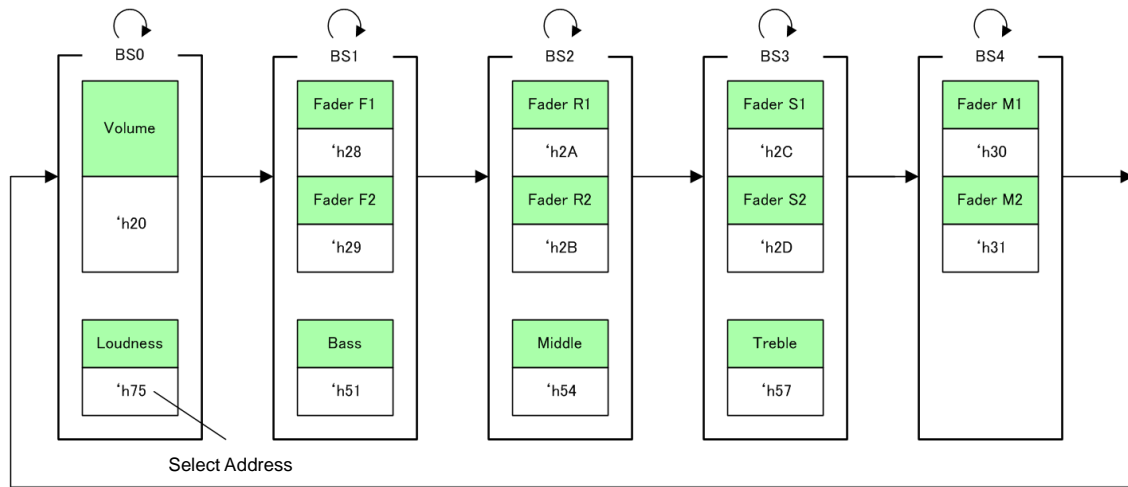 BS0
Volume
‘h20
Loudness
‘h75
Select Address
BS1
Fader F1
‘h28
Fader F2
‘h29
Bass
‘h51
BS2
Fader R1
‘h2A
Fader R2
‘h2B
Middle
‘h54
BS3
Fader S1
‘h2C
Fader S2
‘h2D
Treble
‘h57
BS4
Fader M1
‘h30
Fader M2
‘h31